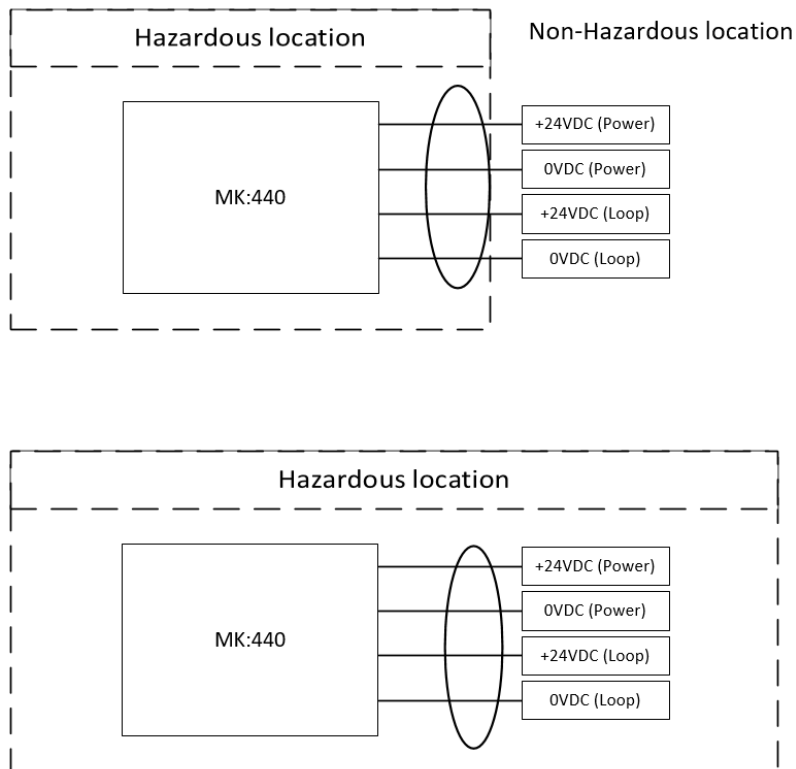 Hazardous location
Non-Hazardous location
MK:440
+24VDC (Power)
0VDC (Power)
+24VDC (Loop)
0VDC (Loop)
Hazardous location
MK:440
+24VDC (Power)
0VDC (Power)
+24VDC (Loop)
0VDC (Loop)